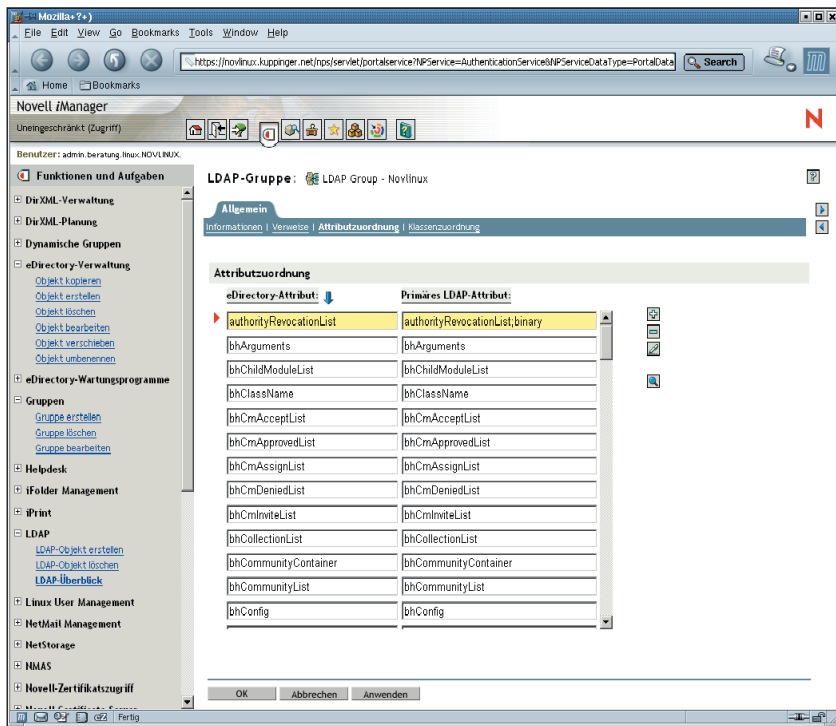 Mozilla+?+)
File Edit View Go Bookmarks Tools Window Help
https://novlinux.kuppinger.net/nps/servlet/portalservice?NPService=AuthenticationService&NPServiceDataType=PortalData
Search
Home Bookmarks
Novell iManager
Uneingeschränkt (Zugriff)
N
Benutzer: admin.beratung.linux.NOVLINUX.
Funktionen und Aufgaben
DirXML-Verwaltung
DirXML-Planung
Dynamische Gruppen
eDirectory-Verwaltung
Objekt kopieren
Objekt erstellen
Objekt löschen
Objekt bearbeiten
Objekt verschieben
Objekt umbenennen
eDirectory-Wartungsprogramme
Gruppen
Gruppe erstellen
Gruppe löschen
Gruppe bearbeiten
Helpdesk
iFolder Management
iPrint
LDAP
LDAP-Objekt erstellen
LDAP-Objekt löschen
LDAP-Überblick
Linux User Management
NetMail Management
NetStorage
NMAS
Novell-Zertifikatszugriff
Novell Certificate Server
LDAP-Gruppe: LDAP Group - Novlinux
Allgemein
Informationen | Verweise | Attributzuordnung | Klassenzuordnung
Attributzuordnung
eDirectory-Attribut: Primäres LDAP-Attribut:
authorityRevocationList authorityRevocationList;binary
bhArguments bhArguments
bhChildModuleList bhChildModuleList
bhClassName bhClassName
bhCmAcceptList bhCmAcceptList
bhCmApprovedList bhCmApprovedList
bhCmAssignList bhCmAssignList
bhCmDeniedList bhCmDeniedList
bhCmInviteList bhCmInviteList
bhCollectionList bhCollectionList
bhCommunityContainer bhCommunityContainer
bhCommunityList bhCommunityList
bhConfig bhConfig
OK Abbrechen Anwenden
Fertig